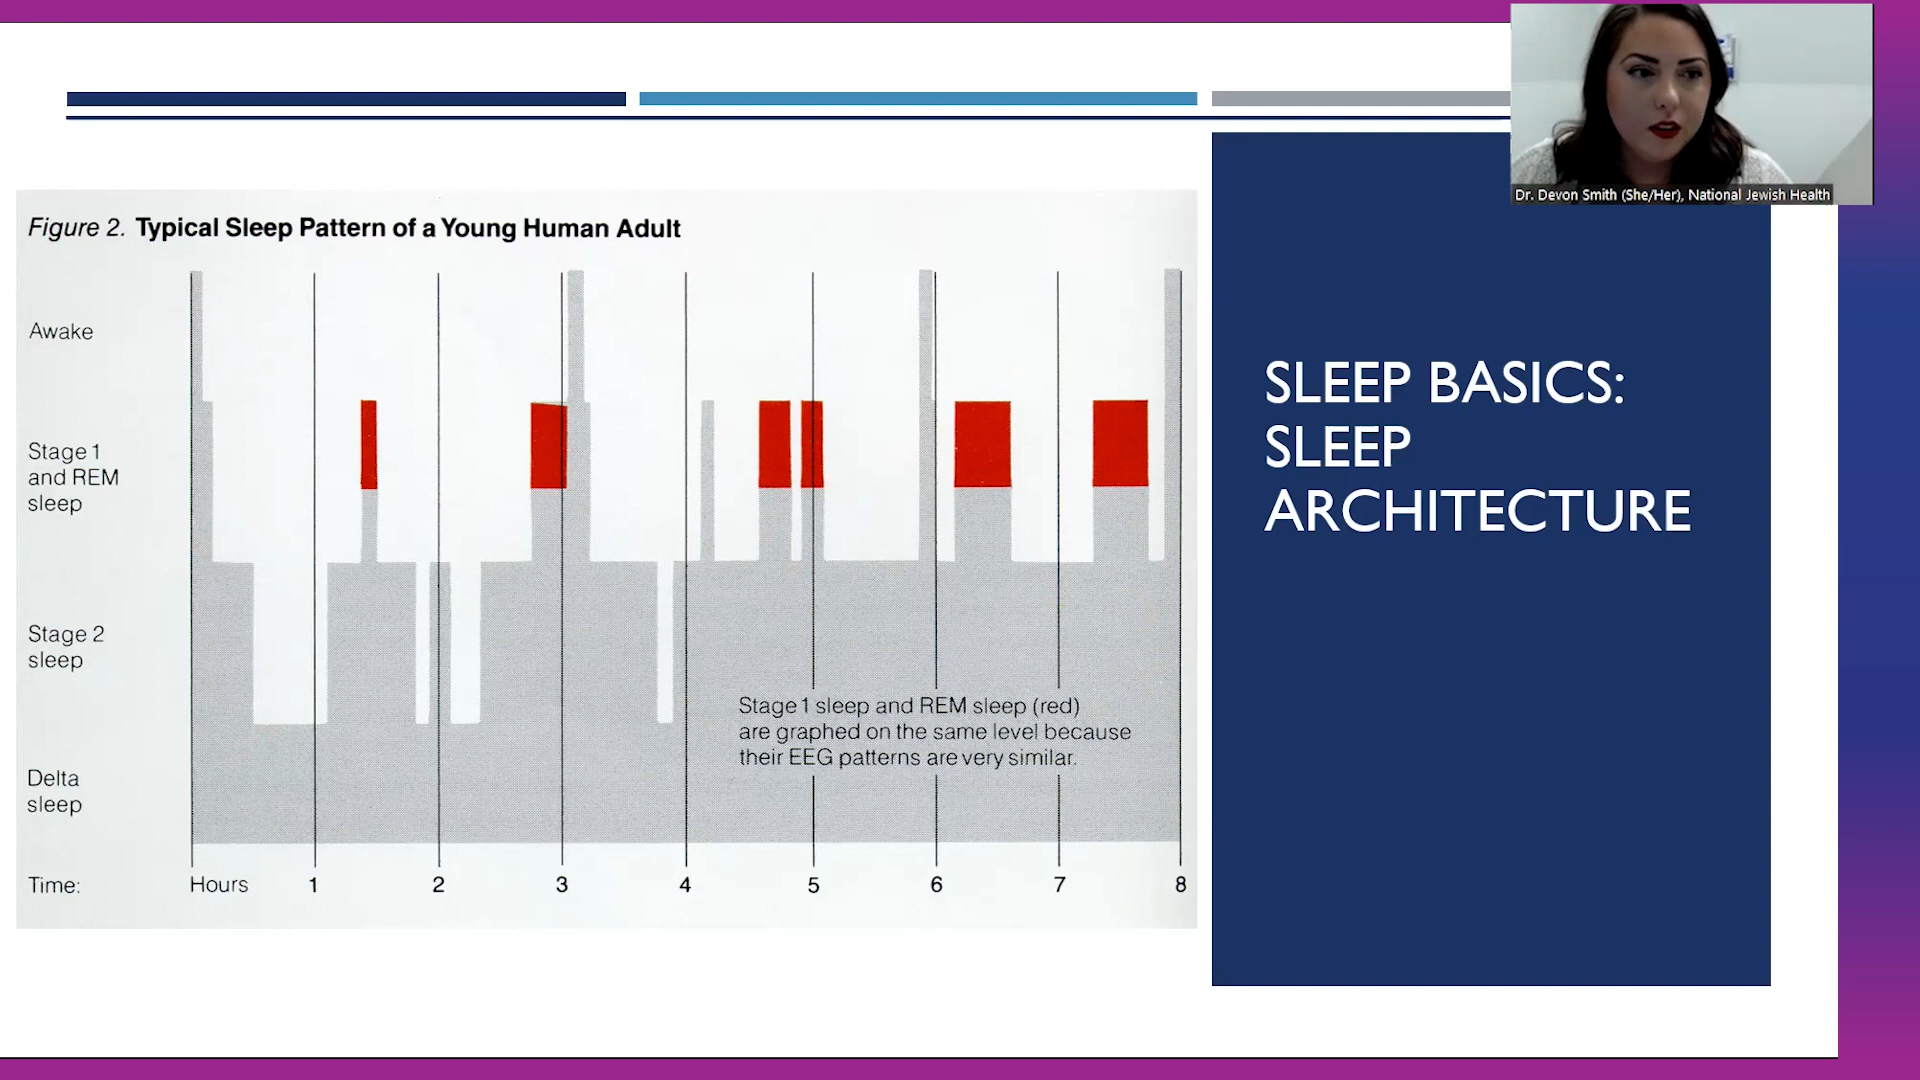 Dr. Devon Smith (She/Her), National Jewish Health
Figure 2. Typical Sleep Pattern of a Young Human Adult
Awake
Stage 1
and REM
sleep
Stage 2
sleep
Delta
sleep
Stage 1 sleep and REM sleep (red)
are graphed on the same level because
their EEG patterns are very similar.
Time: Hours 1 2 3 4 5 6 7 8
SLEEP BASICS:
SLEEP
ARCHITECTURE